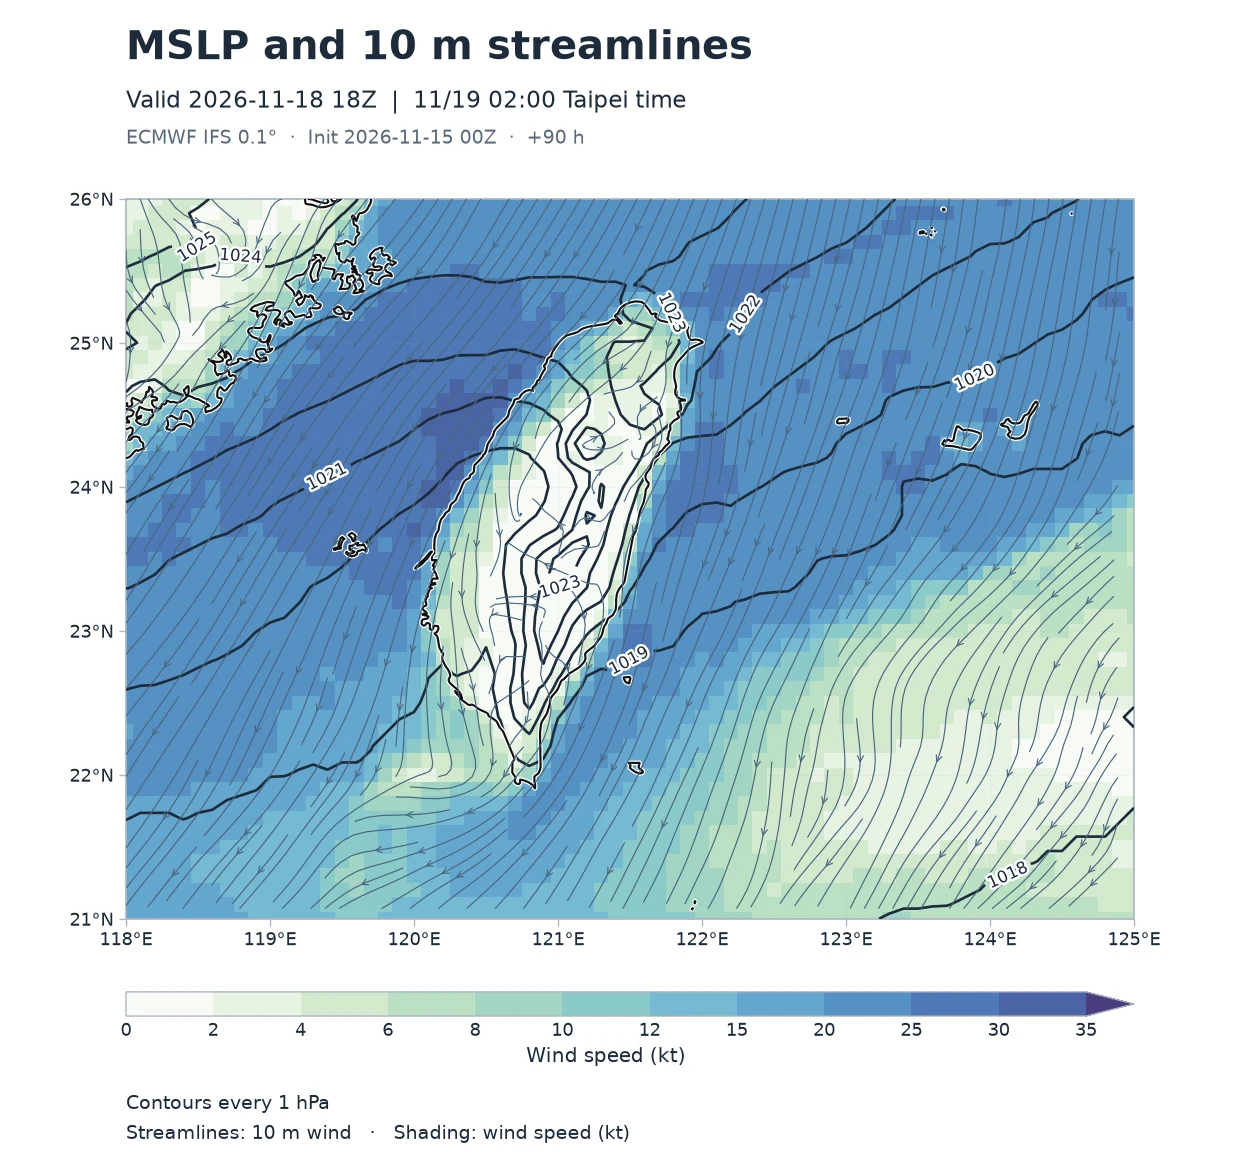 MSLP and 10 m streamlines
Valid 2026-11-18 18Z | 11/19 02:00 Taipei time
ECMWF IFS 0.1° · Init 2026-11-15 00Z · +90 h
26°N
25°N
24°N
23°N
22°N
21°N
1025
1024
1023
1022
1020
1021
1023
1019
1018
118°E 119°E 120°E 121°E 122°E 123°E 124°E 125°E
0 2 4 6 8 10 12 15 20 25 30 35
Wind speed (kt)
Contours every 1 hPa
Streamlines: 10 m wind · Shading: wind speed (kt)